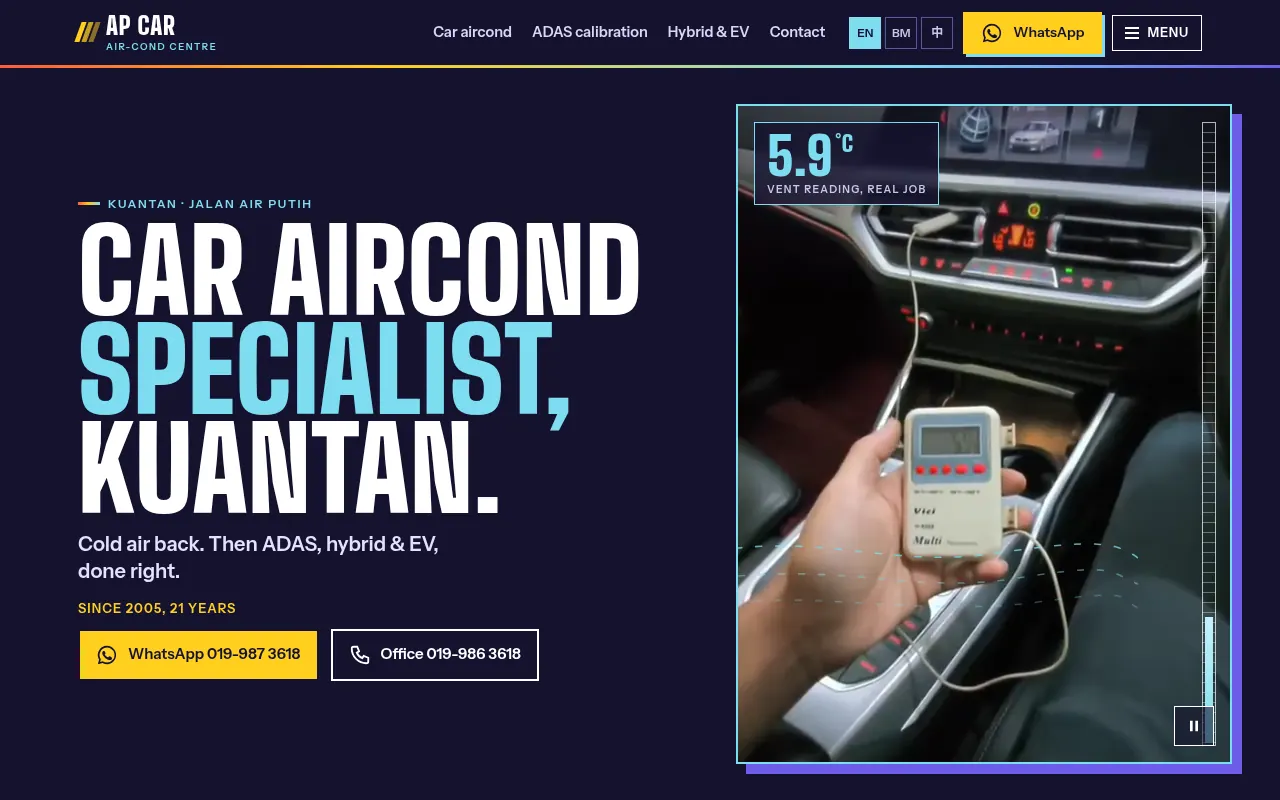 AP CAR
AIR-COND CENTRE
Car aircond
ADAS calibration
Hybrid & EV
Contact
EN
BM
中
WhatsApp
MENU
KUANTAN · JALAN AIR PUTIH
CAR AIRCOND
SPECIALIST,
KUANTAN.
Cold air back. Then ADAS, hybrid & EV,
done right.
SINCE 2005, 21 YEARS
WhatsApp 019-987 3618
Office 019-986 3618
5.9°C
VENT READING, REAL JOB
1
Vici
Multi